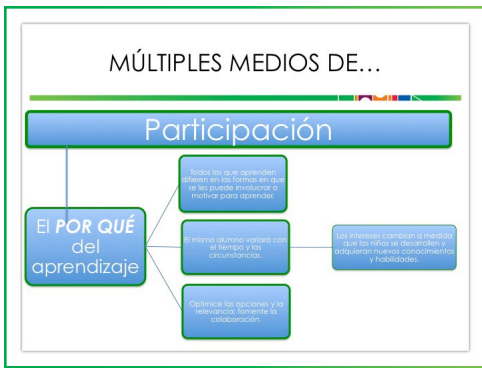 MÚLTIPLES MEDIOS DE…
Participación
El POR QUÉ
del
aprendizaje
Todos los que aprenden
difieren en las formas en que
se les puede involucrar o
motivar para aprender.
El mismo alumno variará con
el tiempo y las
circunstancias.
Los intereses cambian a medida
que los niños se desarrollen y
adquieran nuevos conocimientos
y habilidades.
Optimice las opciones y la
relevancia; fomente la
colaboración.